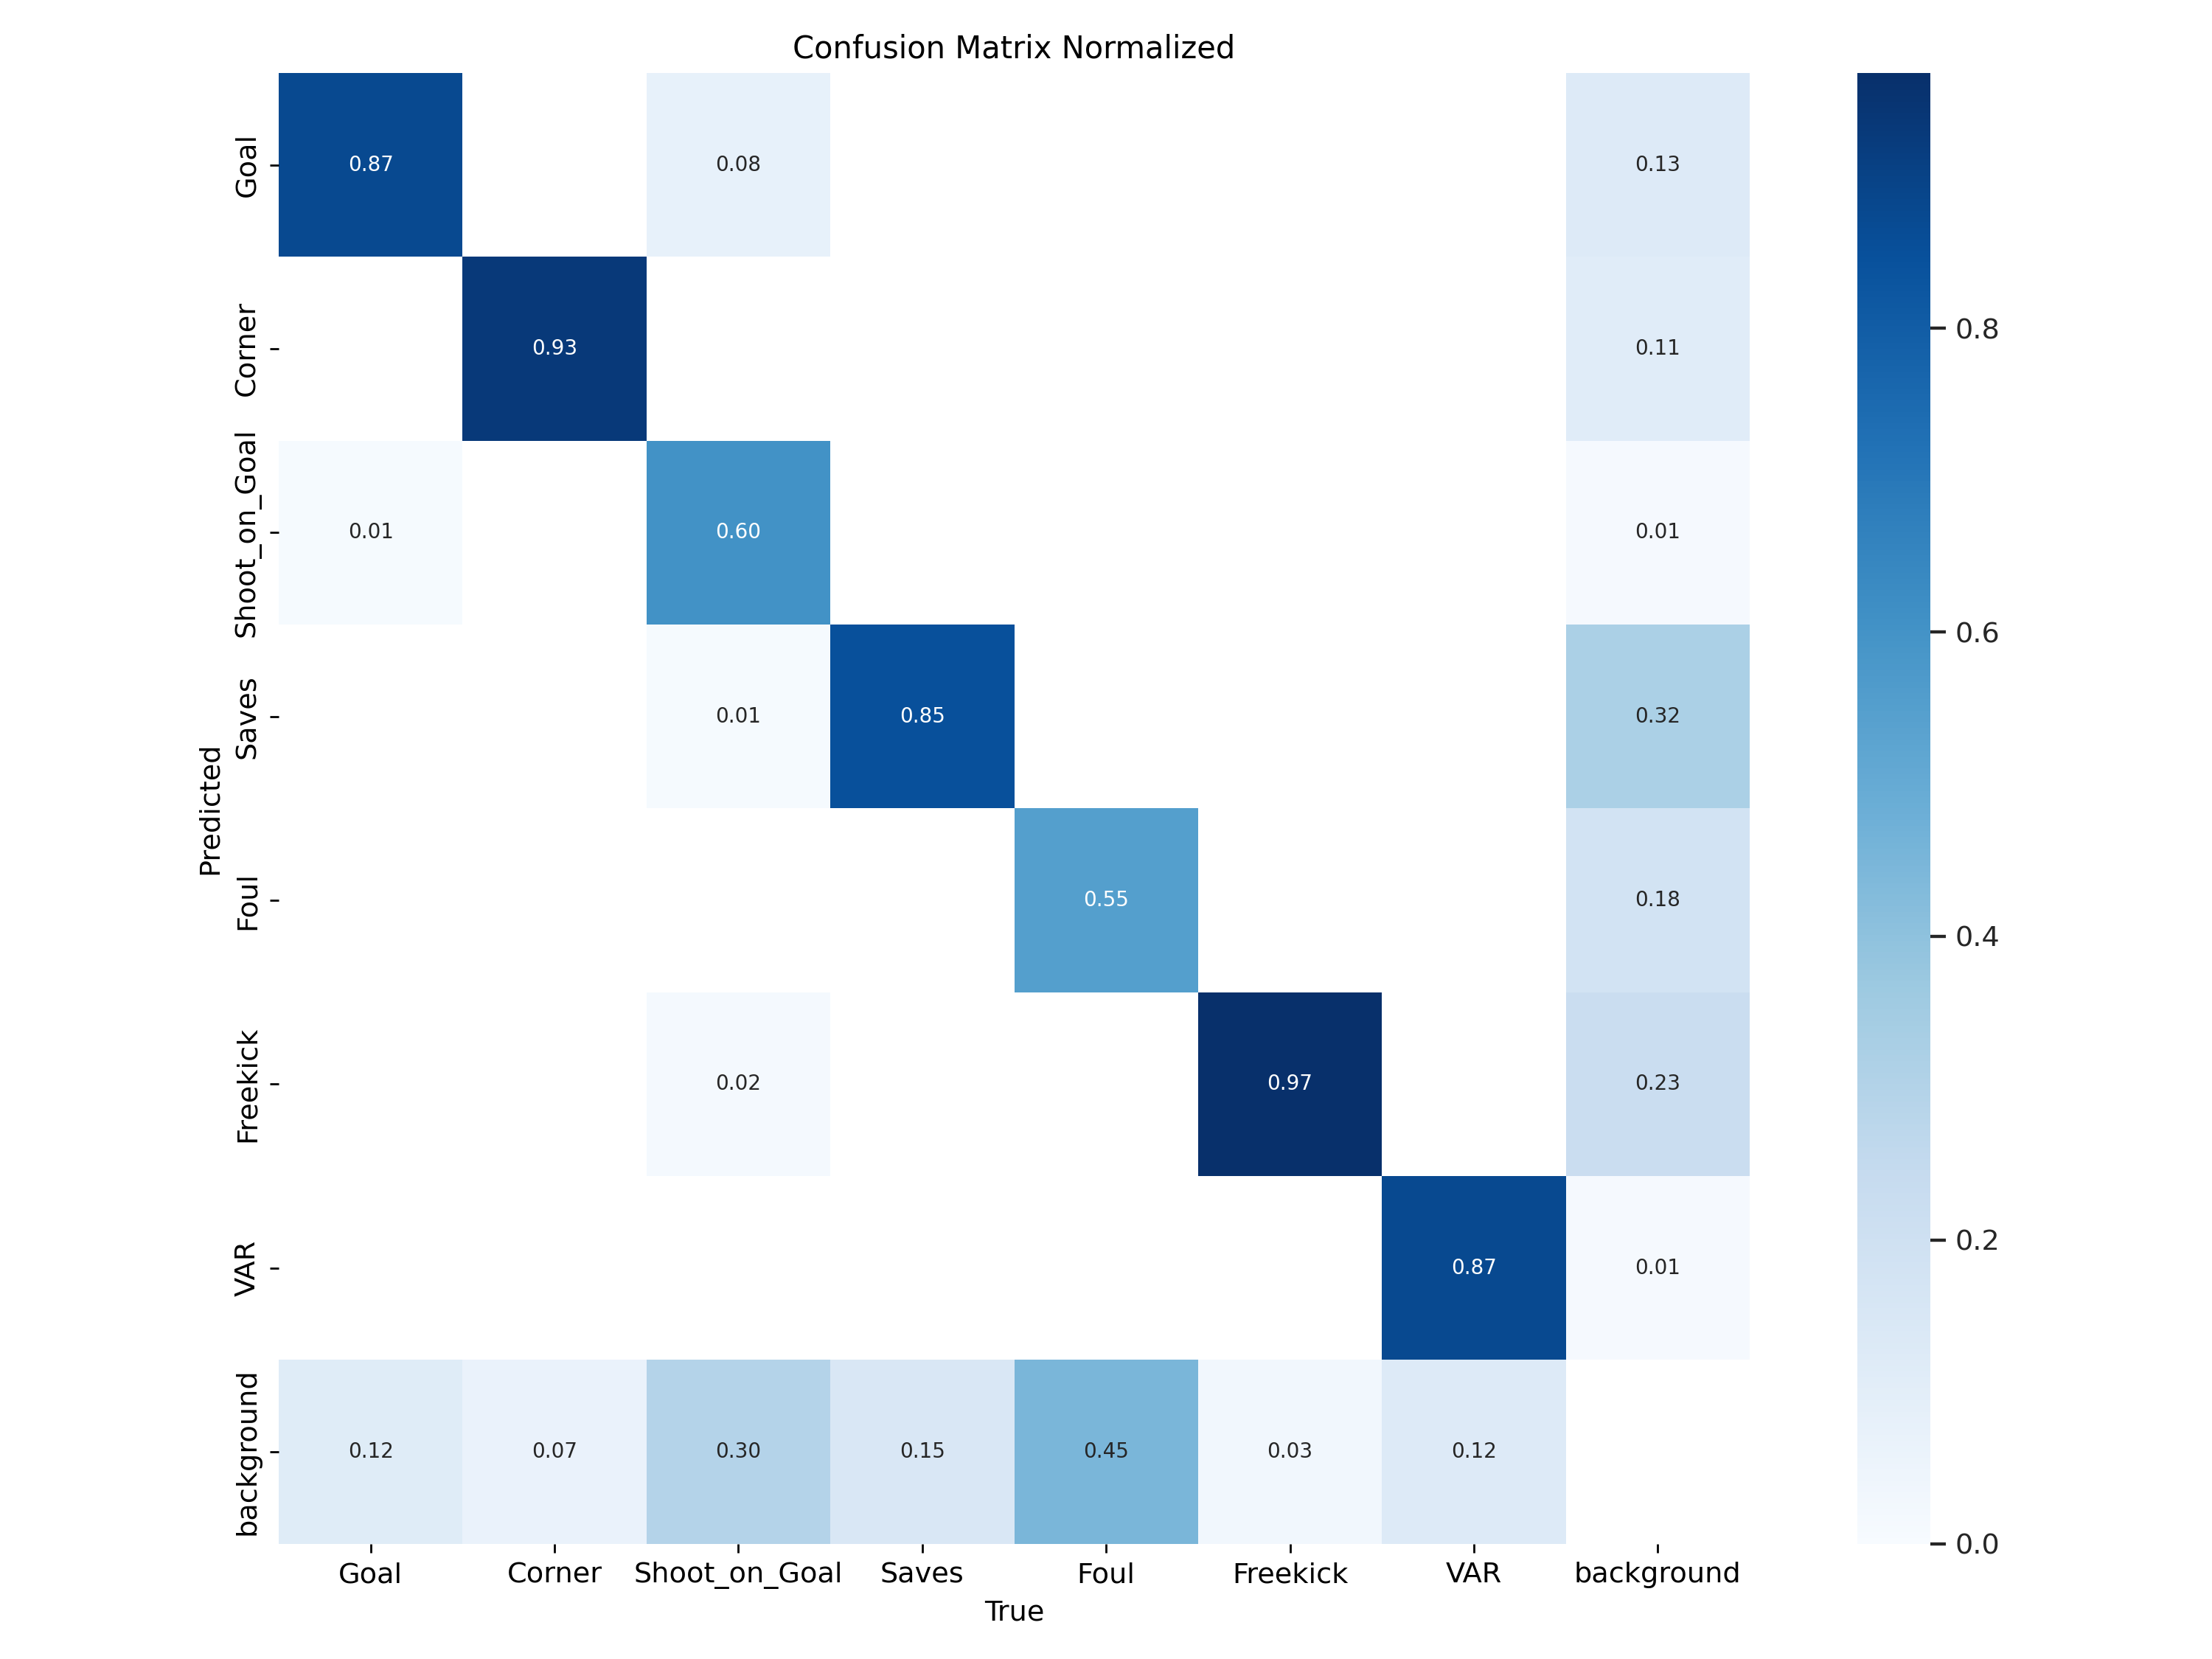 Confusion Matrix Normalized
Goal
0.87
0.08
0.13
Corner
0.93
0.11
Shoot_on_Goal
0.01
0.60
0.01
Saves
0.01
0.85
0.32
Foul
0.55
0.18
Freekick
0.02
0.97
0.23
VAR
0.87
0.01
background
0.12
0.07
0.30
0.15
0.45
0.03
0.12
Predicted
Goal
Corner
Shoot_on_Goal
Saves
Foul
Freekick
VAR
background
True
0.8
0.6
0.4
0.2
0.0